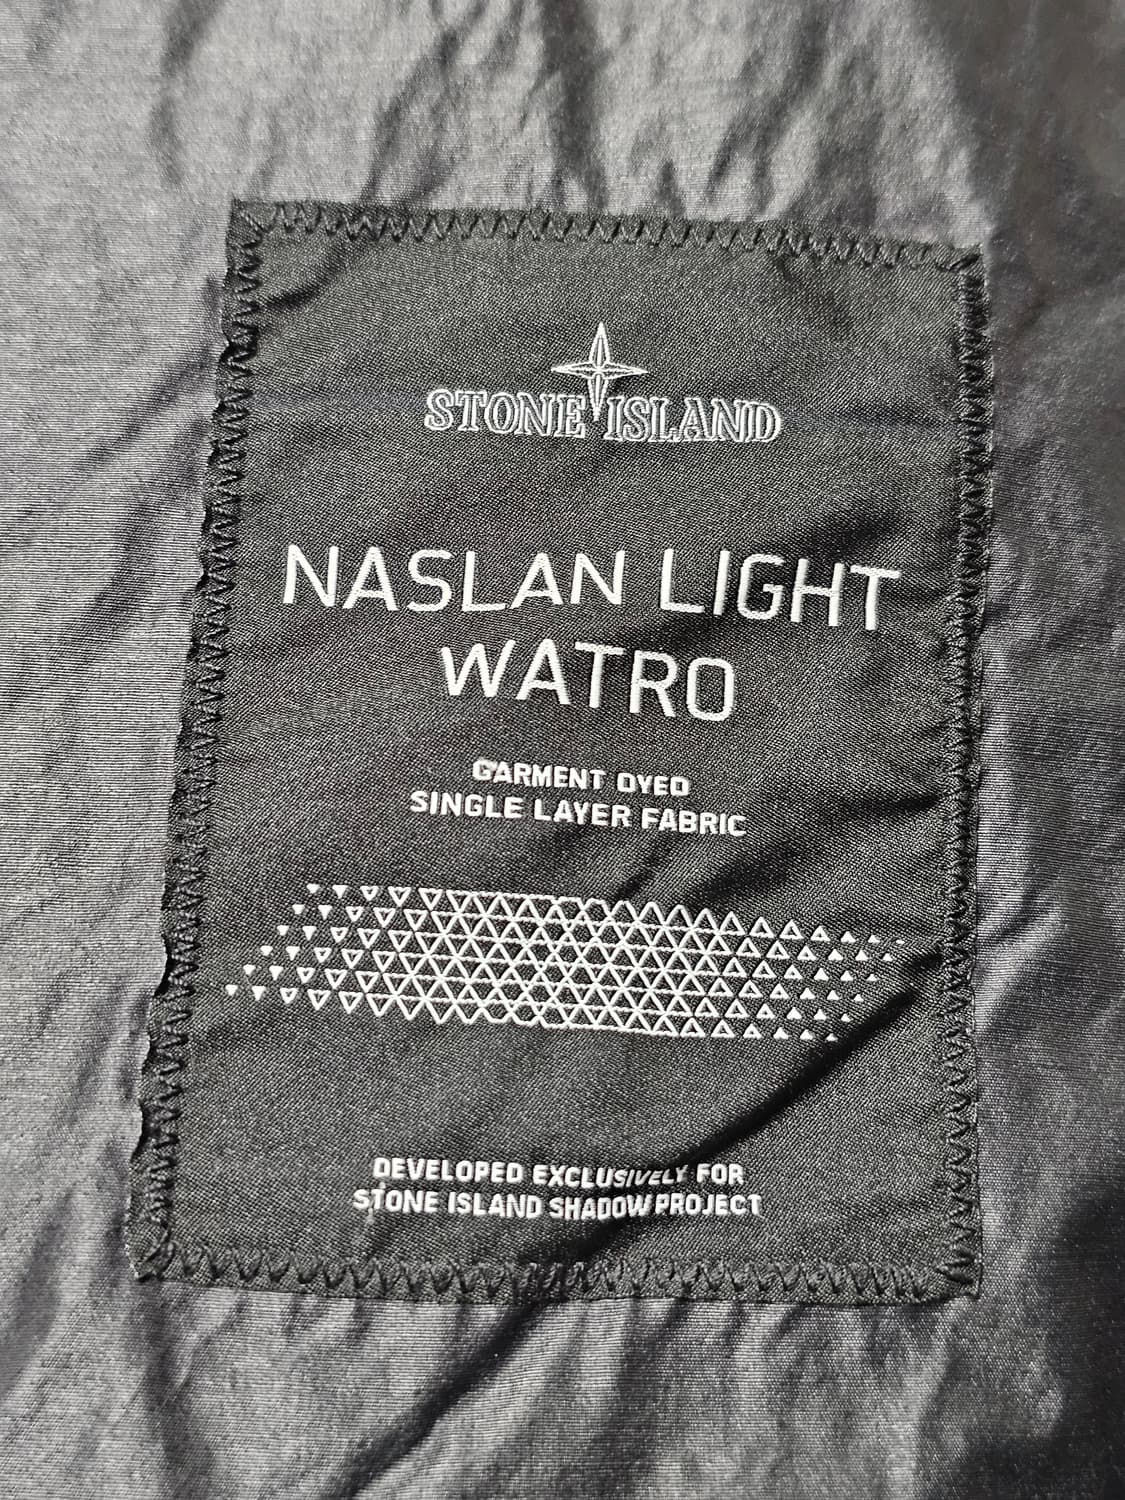 STONE ISLAND
NASLAN LIGHT
WATRO
GARMENT DYED
SINGLE LAYER FABRIC
DEVELOPED EXCLUSIVELY FOR
STONE ISLAND SHADOW PROJECT